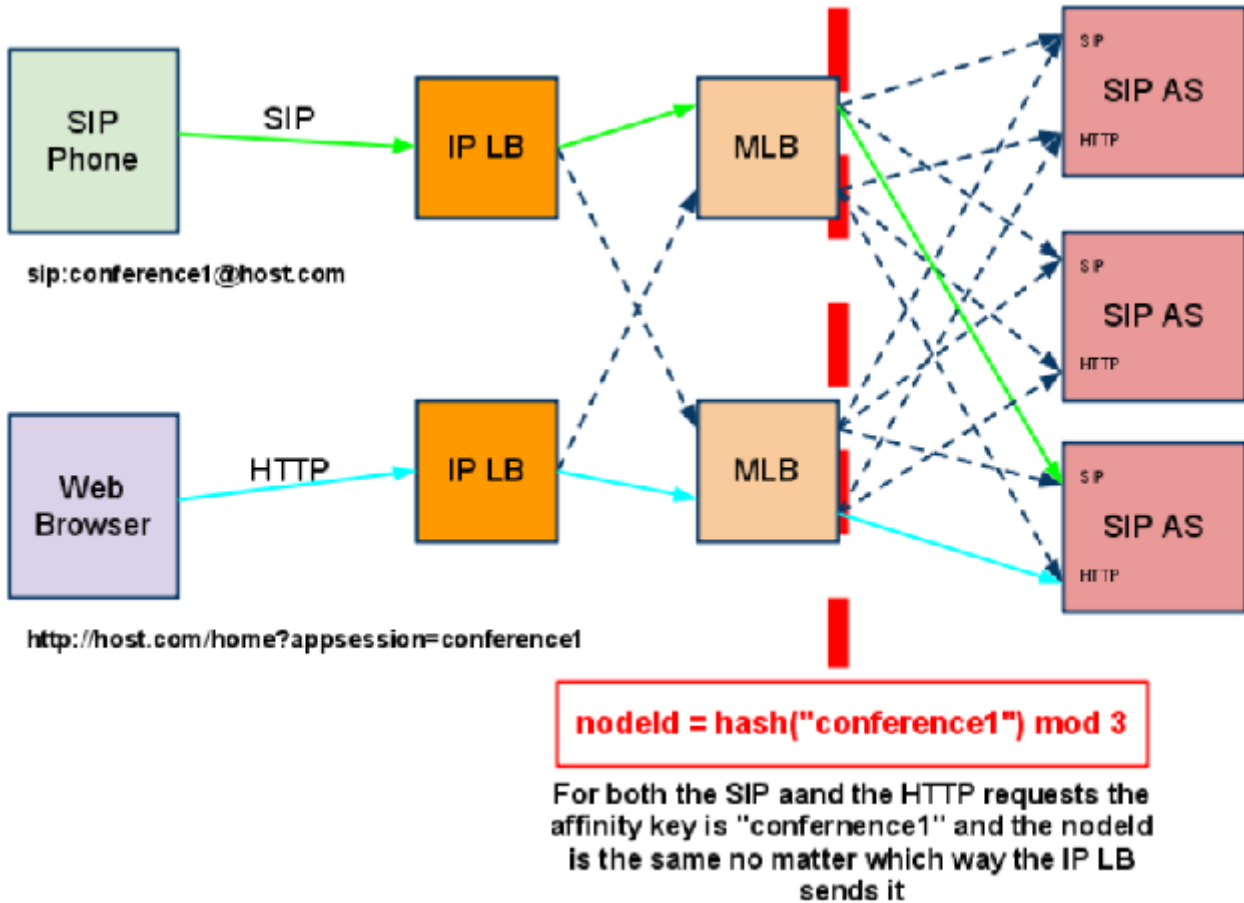 SIP
Phone
SIP
IP LB
MLB
SIP
SIP AS
HTTP
sip:conference1@host.com
SIP
SIP AS
HTTP
Web
Browser
HTTP
IP LB
MLB
SIP
SIP AS
HTTP
http://host.com/home?appsession=conference1
nodeId = hash("conference1") mod 3
For both the SIP aand the HTTP requests the
affinity key is "confernence1" and the nodeId
is the same no matter which way the IP LB
sends it